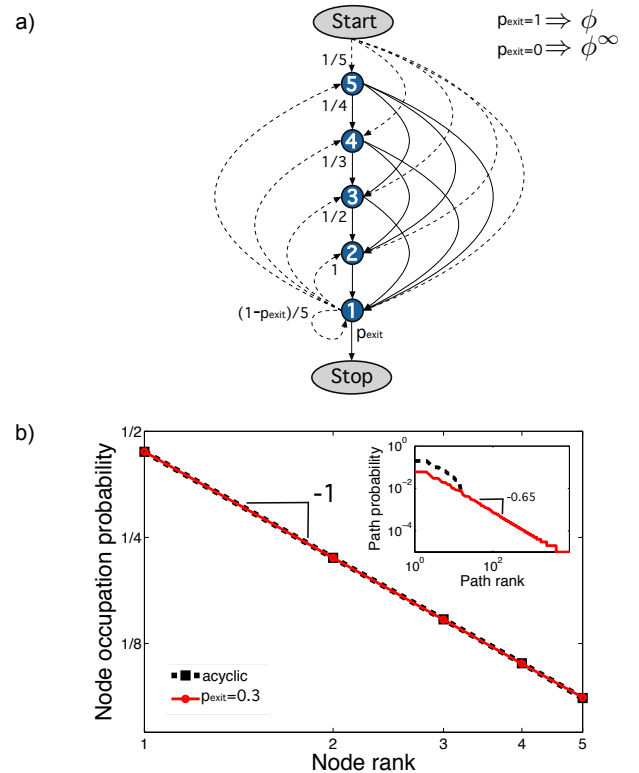 a)
Start
p_exit=1 ⇒ ϕ
p_exit=0 ⇒ ϕ^∞
1/5
5
1/4
4
1/3
3
1/2
2
1
1
(1-p_exit)/5
p_exit
Stop
b)
Node occupation probability
1/2
1/4
1/8
-1
acyclic
p_exit=0.3
1
2
3
4
5
Node rank
Path probability
10^0
10^-2
10^-4
-0.65
10^0
10^2
Path rank